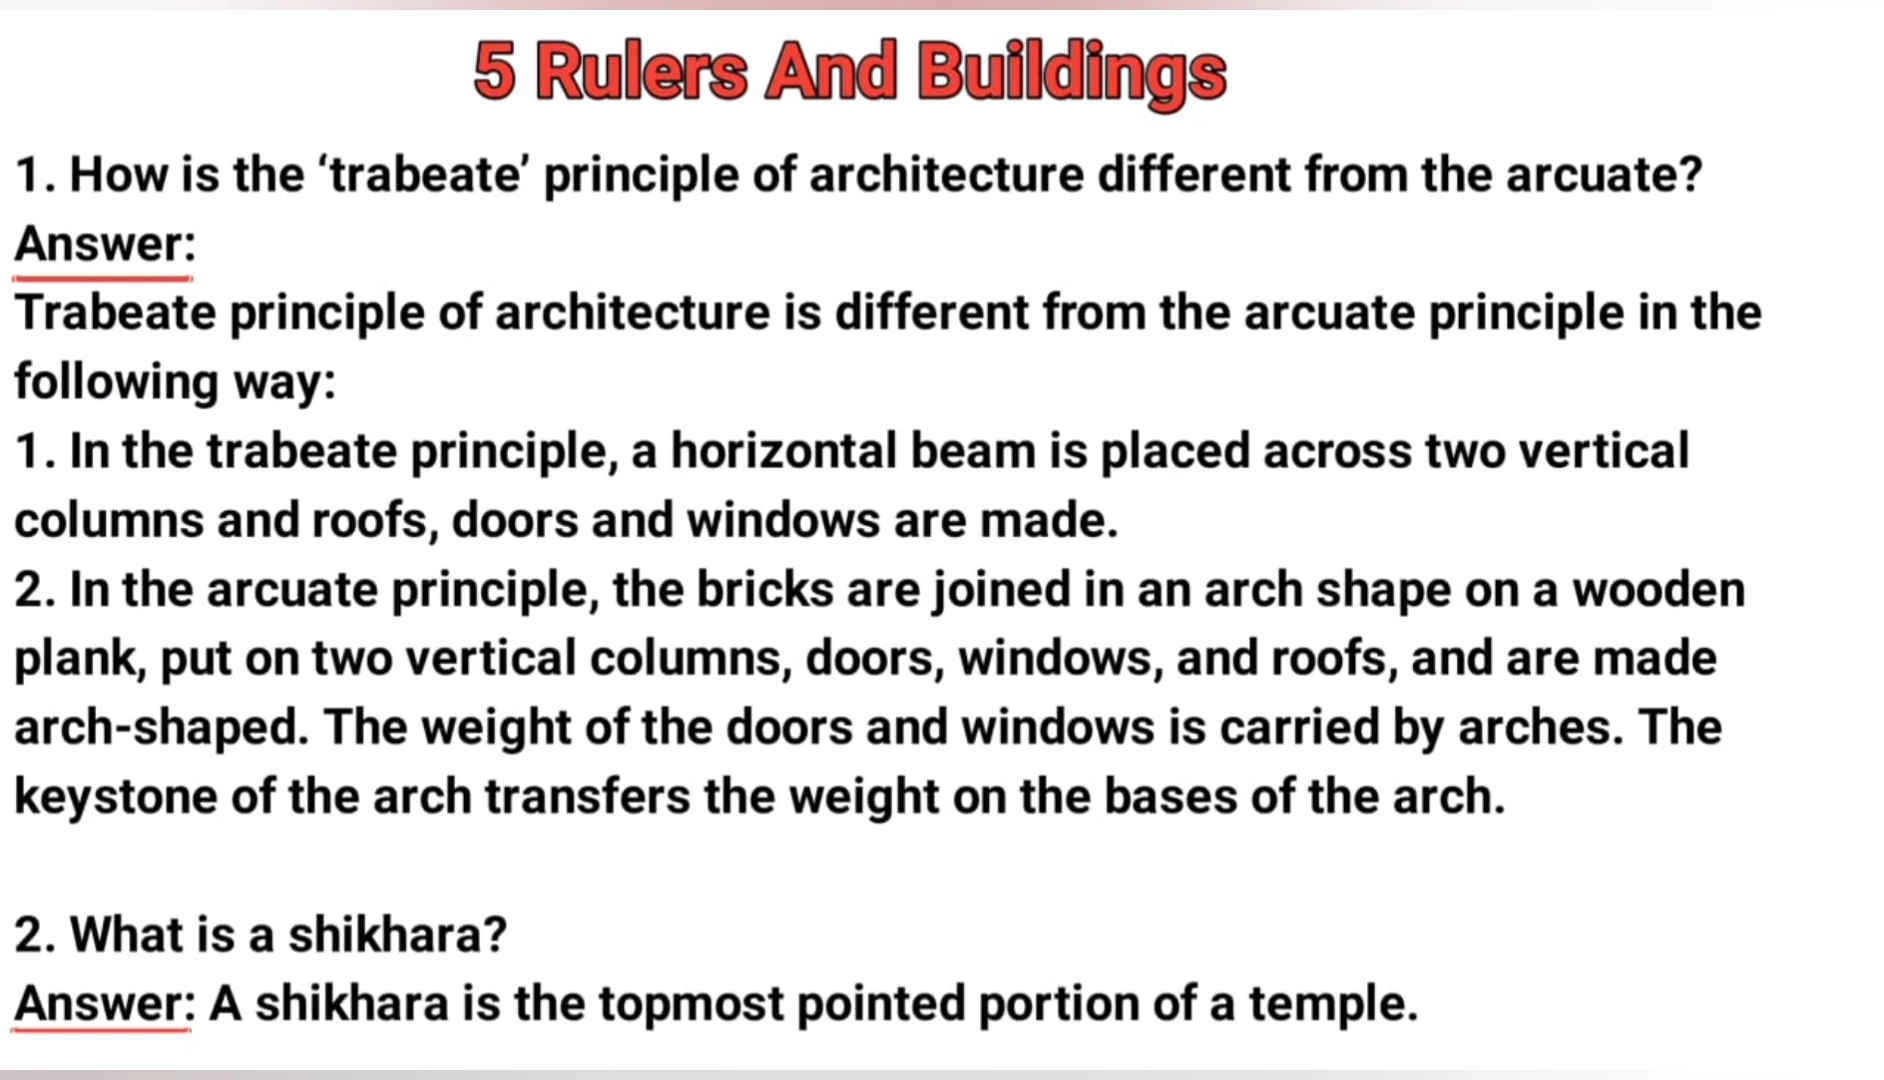 5 Rulers And Buildings
1. How is the ‘trabeate’ principle of architecture different from the arcuate?
Answer:
Trabeate principle of architecture is different from the arcuate principle in the
following way:
1. In the trabeate principle, a horizontal beam is placed across two vertical
columns and roofs, doors and windows are made.
2. In the arcuate principle, the bricks are joined in an arch shape on a wooden
plank, put on two vertical columns, doors, windows, and roofs, and are made
arch-shaped. The weight of the doors and windows is carried by arches. The
keystone of the arch transfers the weight on the bases of the arch.
2. What is a shikhara?
Answer: A shikhara is the topmost pointed portion of a temple.